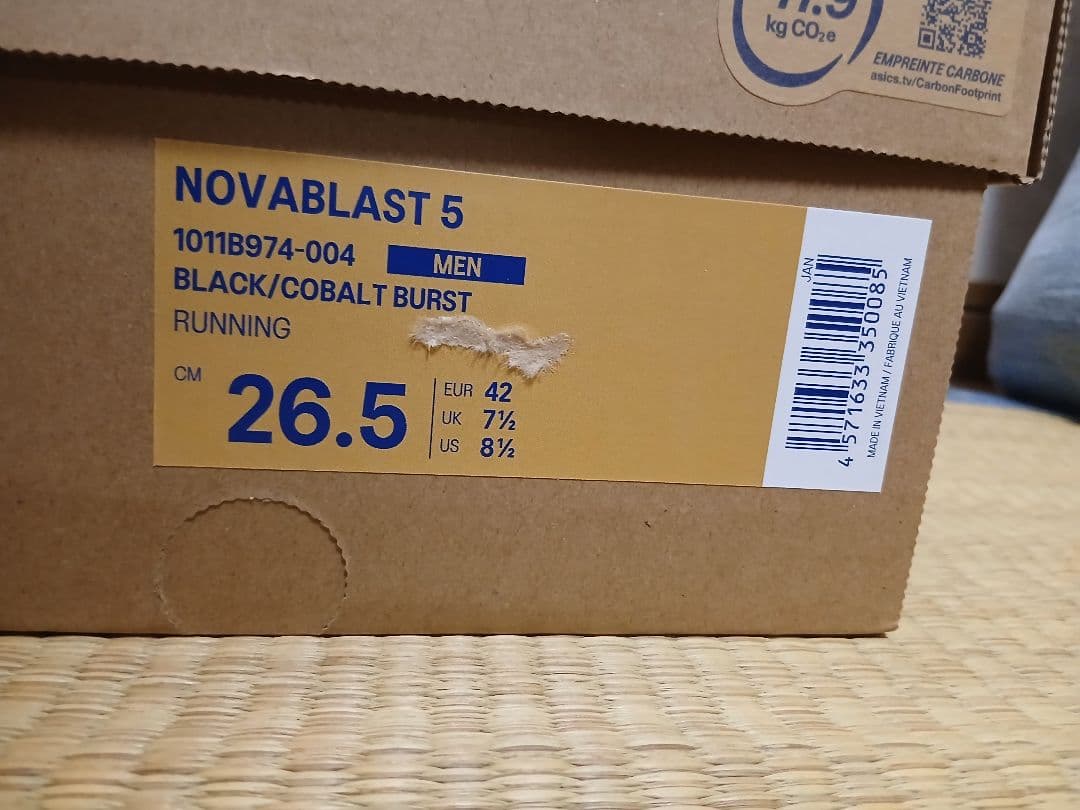 kg CO₂e
EMPREINTE CARBONE
asics.tv/CarbonFootprint
NOVABLAST 5
1011B974-004
MEN
BLACK/COBALT BURST
RUNNING
CM
26.5
EUR 42
UK 7½
US 8½
JAN
4 571633 350085
MADE IN VIETNAM / FABRIQUE AU VIETNAM